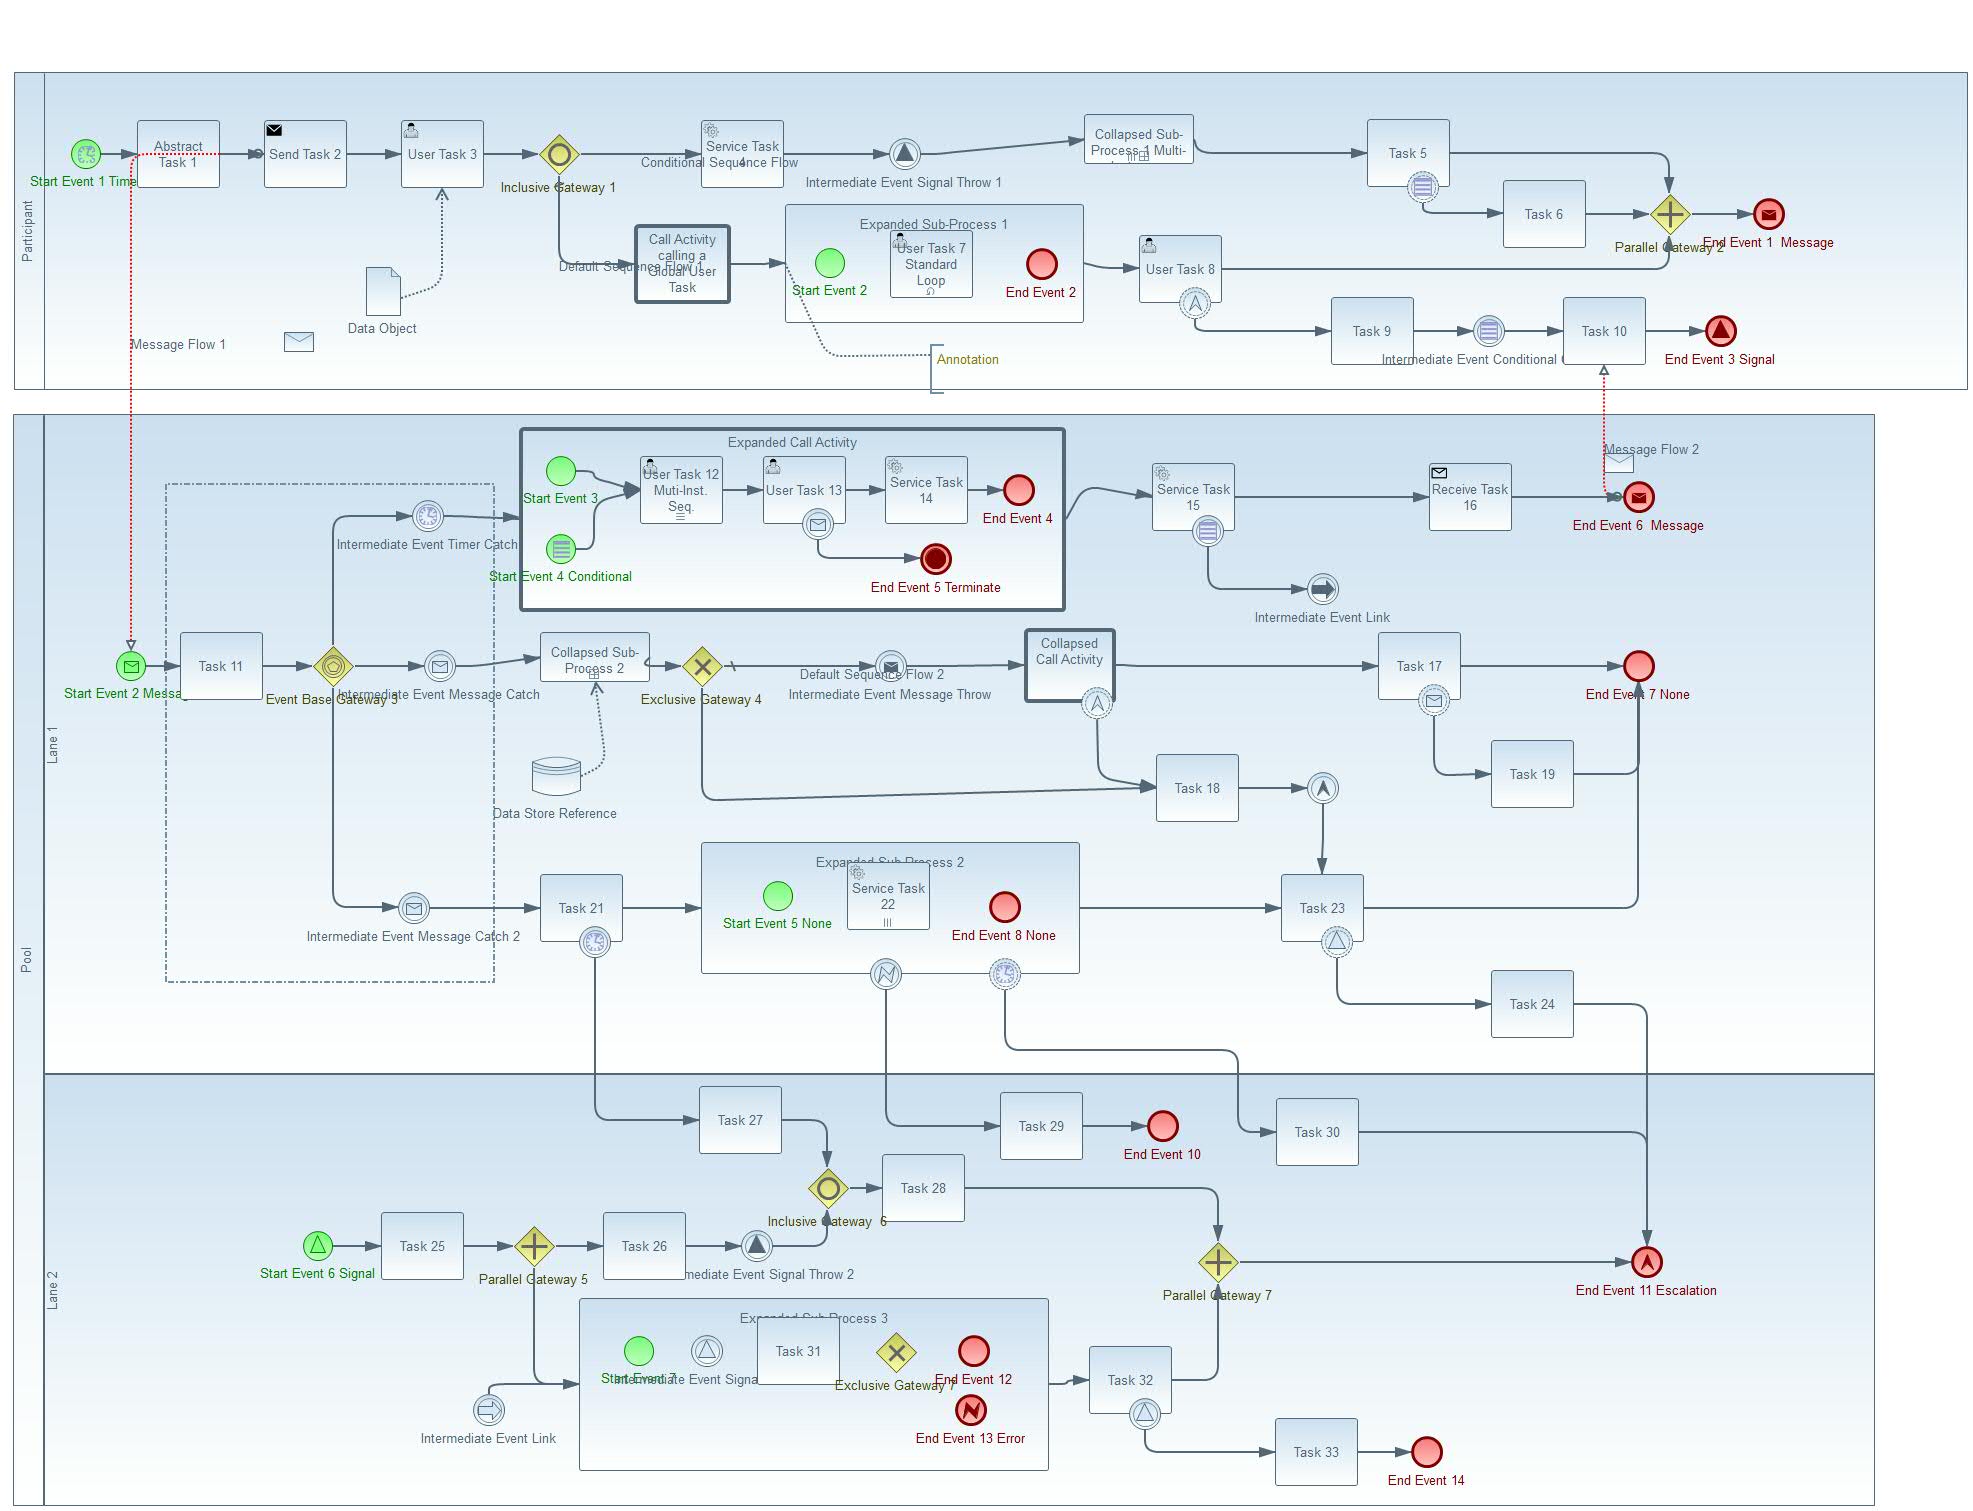 Participant
Abstract
Task 1
Send Task 2
User Task 3
Service Task
4
Conditional Sequence Flow
Collapsed Sub-
Process 1 Multi-
Task 5
Start Event 1 Time
Inclusive Gateway 1
Intermediate Event Signal Throw 1
Task 6
Call Activity
calling a
Global User
Task
Default Sequence Flow 1
Expanded Sub-Process 1
User Task 7
Standard
Loop
Start Event 2
End Event 2
User Task 8
Parallel Gateway 2
End Event 1  Message
Data Object
Message Flow 1
Annotation
Task 9
Intermediate Event Conditional
Task 10
End Event 3 Signal
Pool
Lane 1
Expanded Call Activity
Start Event 3
User Task 12
Muti-Inst.
Seq.
User Task 13
Service Task
14
End Event 4
Service Task
15
Receive Task
16
Message Flow 2
End Event 6  Message
Intermediate Event Timer Catch
Start Event 4 Conditional
End Event 5 Terminate
Intermediate Event Link
Start Event 2 Messa
Task 11
Event Base Gateway 3
Intermediate Event Message Catch
Collapsed Sub-
Process 2
Exclusive Gateway 4
Default Sequence Flow 2
Intermediate Event Message Throw
Collapsed
Call Activity
Task 17
End Event 7 None
Data Store Reference
Task 18
Task 19
Intermediate Event Message Catch 2
Task 21
Expanded Sub-Process 2
Start Event 5 None
Service Task
22
End Event 8 None
Task 23
Task 24
Lane 2
Task 27
Task 29
End Event 10
Task 30
Task 28
Inclusive Gateway  6
Start Event 6 Signal
Task 25
Parallel Gateway 5
Task 26
mediate Event Signal Throw 2
Parallel Gateway 7
End Event 11 Escalation
Expanded Sub-Process 3
Start Event 7
Intermediate Event Signa
Task 31
Exclusive Gateway 7
End Event 12
End Event 13 Error
Intermediate Event Link
Task 32
Task 33
End Event 14